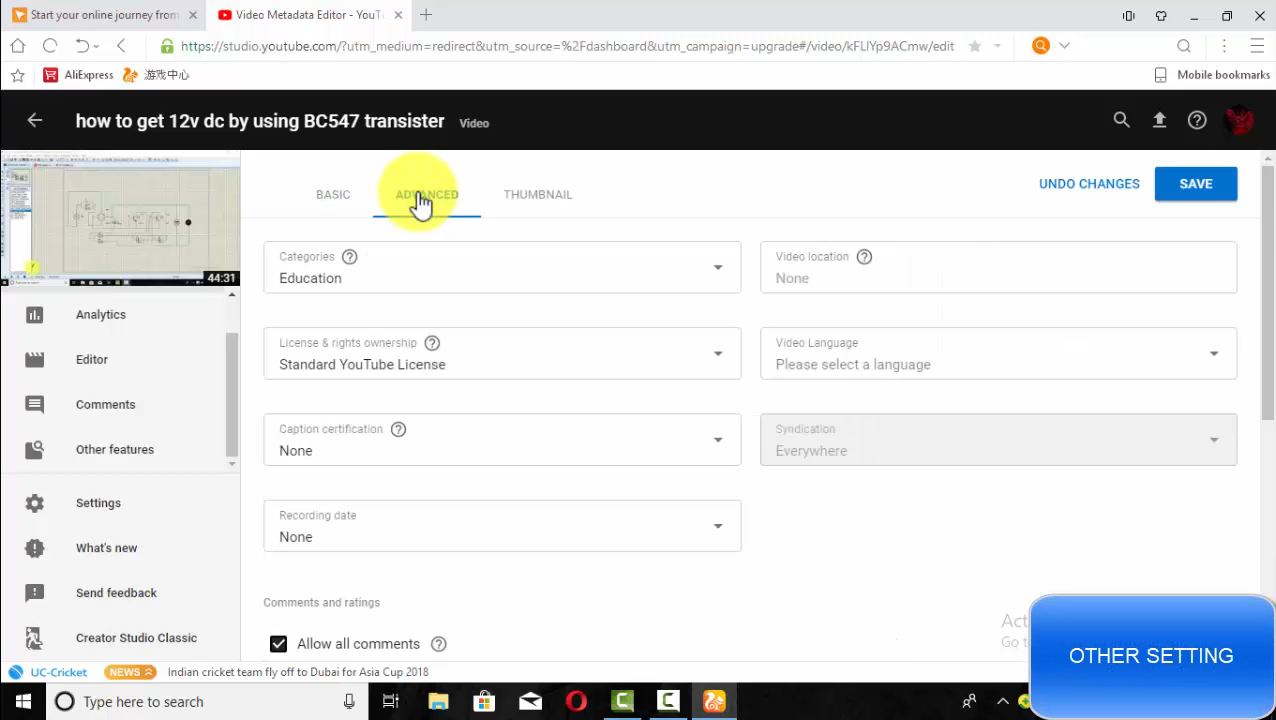 Start your online journey from
Video Metadata Editor - YouT
https://studio.youtube.com/?utm_medium=redirect&utm_source=%2Fdashboard&utm_campaign=upgrade#/video/kFLlYp9ACmw/edit
AliExpress
游戏中心
Mobile bookmarks
how to get 12v dc by using BC547 transister Video
BASIC
ADVANCED
THUMBNAIL
UNDO CHANGES
SAVE
44:31
Analytics
Editor
Comments
Other features
Settings
What's new
Send feedback
Creator Studio Classic
Categories
Education
Video location
None
License & rights ownership
Standard YouTube License
Video Language
Please select a language
Caption certification
None
Syndication
Everywhere
Recording date
None
Comments and ratings
Allow all comments
Act
Go t
OTHER SETTING
UC-Cricket
NEWS
Indian cricket team fly off to Dubai for Asia Cup 2018
Type here to search